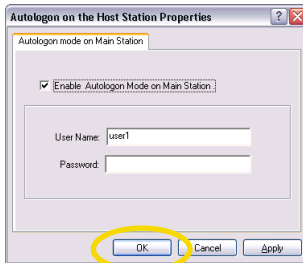 Autologon on the Host Station Properties
Autologon mode on Main Station
Enable Autologon Mode on Main Station .
User Name: user1
Password:
OK Cancel Apply